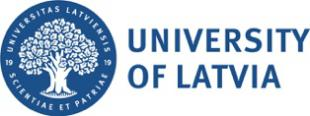 UNIVERSITAS LATVIENSIS
19 19
SCIENTIAE ET PATRIAE
UNIVERSITY
OF LATVIA